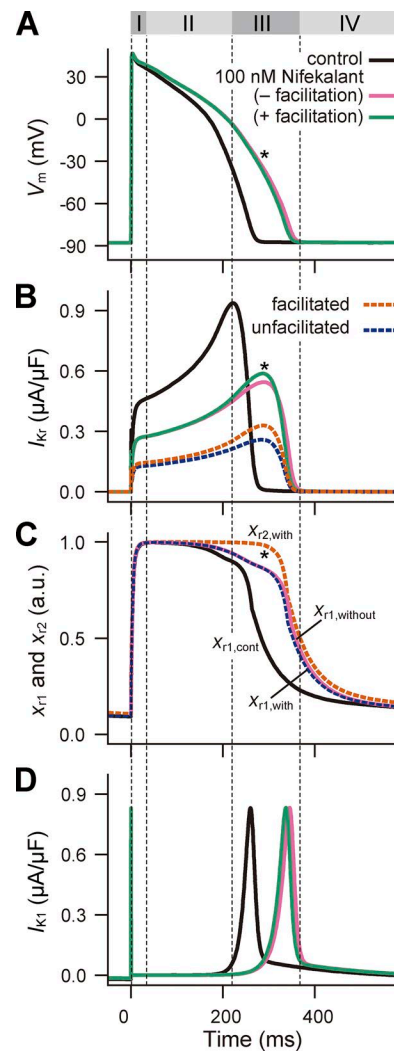 A
I II III IV
control
100 nM Nifekalant
(– facilitation)
(+ facilitation)
*
30
0
-30
-60
-90
Vm (mV)
B
facilitated
unfacilitated
*
0.9
0.6
0.3
0.0
IKr (µA/µF)
C
Xr2,with
*
Xr1,without
Xr1,cont
Xr1,with
1.0
0.5
0.0
Xr1 and Xr2 (a.u.)
D
0.9
0.6
0.3
0.0
IK1 (µA/µF)
0 200 400
Time (ms)